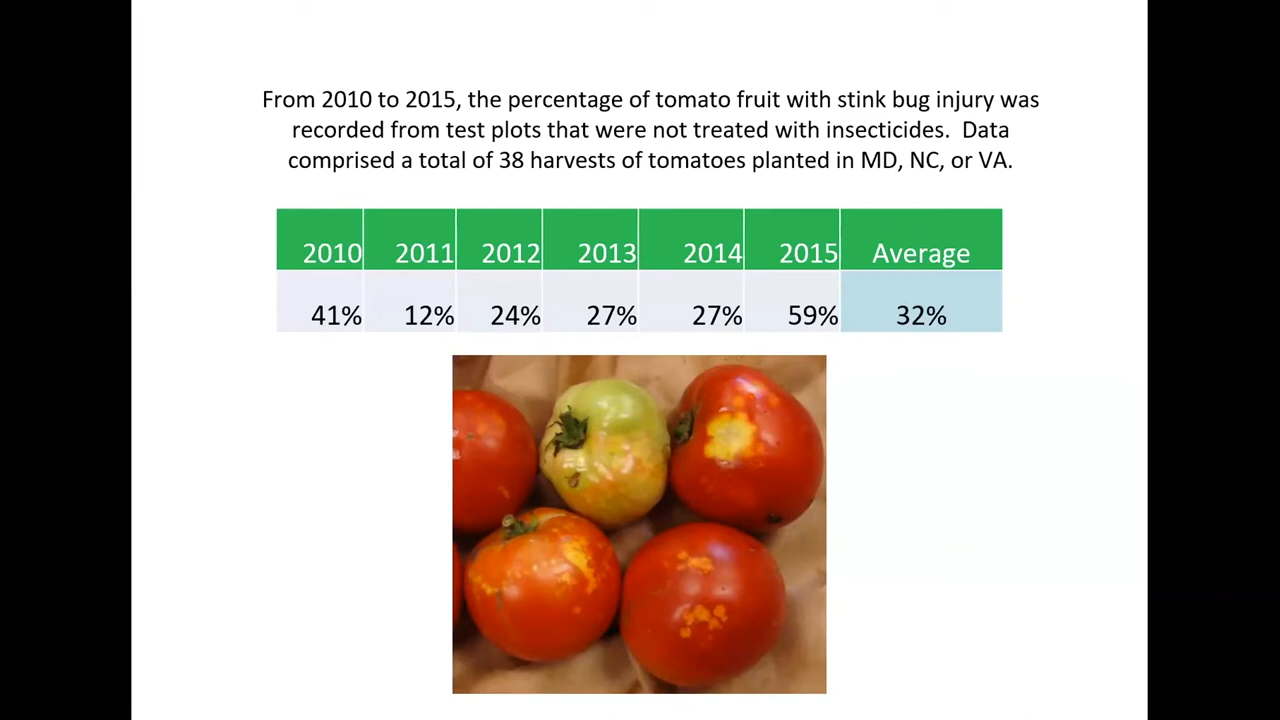 From 2010 to 2015, the percentage of tomato fruit with stink bug injury was
recorded from test plots that were not treated with insecticides.  Data
comprised a total of 38 harvests of tomatoes planted in MD, NC, or VA.
2010 2011 2012 2013 2014 2015 Average
41% 12% 24% 27% 27% 59% 32%